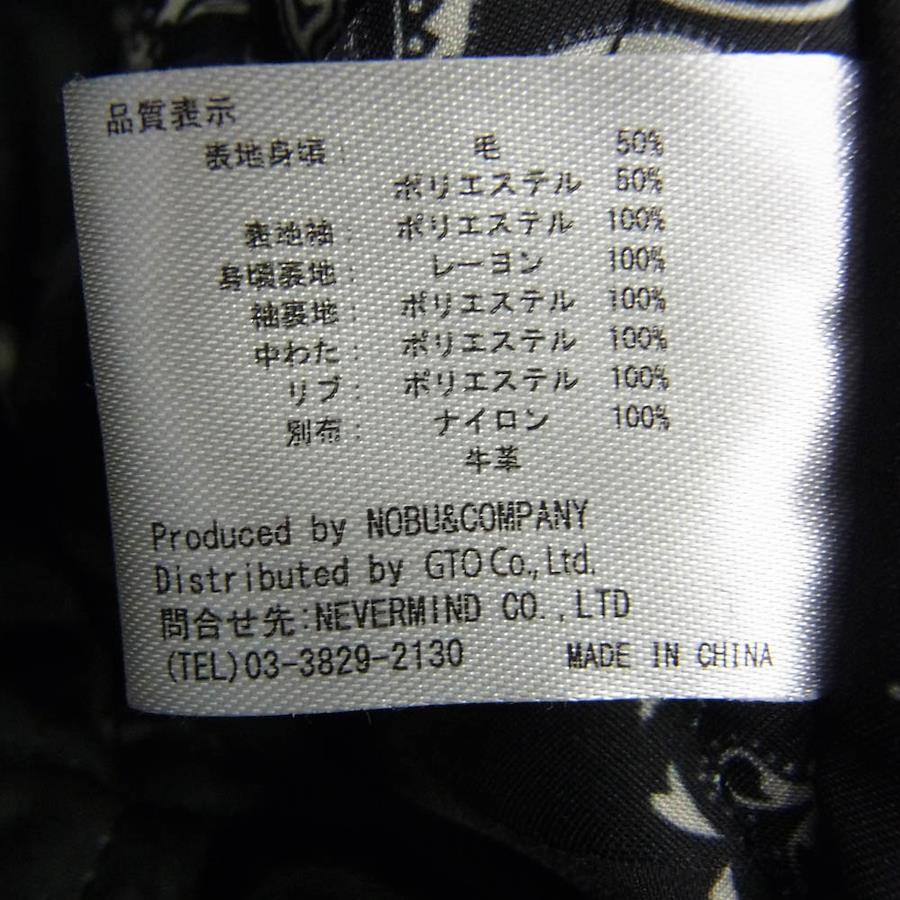 品質表示
表地身頃: 毛 50%
ポリエステル 50%
表地袖: ポリエステル 100%
身頃裏地: レーヨン 100%
袖裏地: ポリエステル 100%
中わた: ポリエステル 100%
リブ: ポリエステル 100%
別布: ナイロン 100%
牛革
Produced by NOBU&COMPANY
Distributed by GTO Co., Ltd.
問合せ先:NEVERMIND CO.,LTD
(TEL)03-3829-2130 MADE IN CHINA